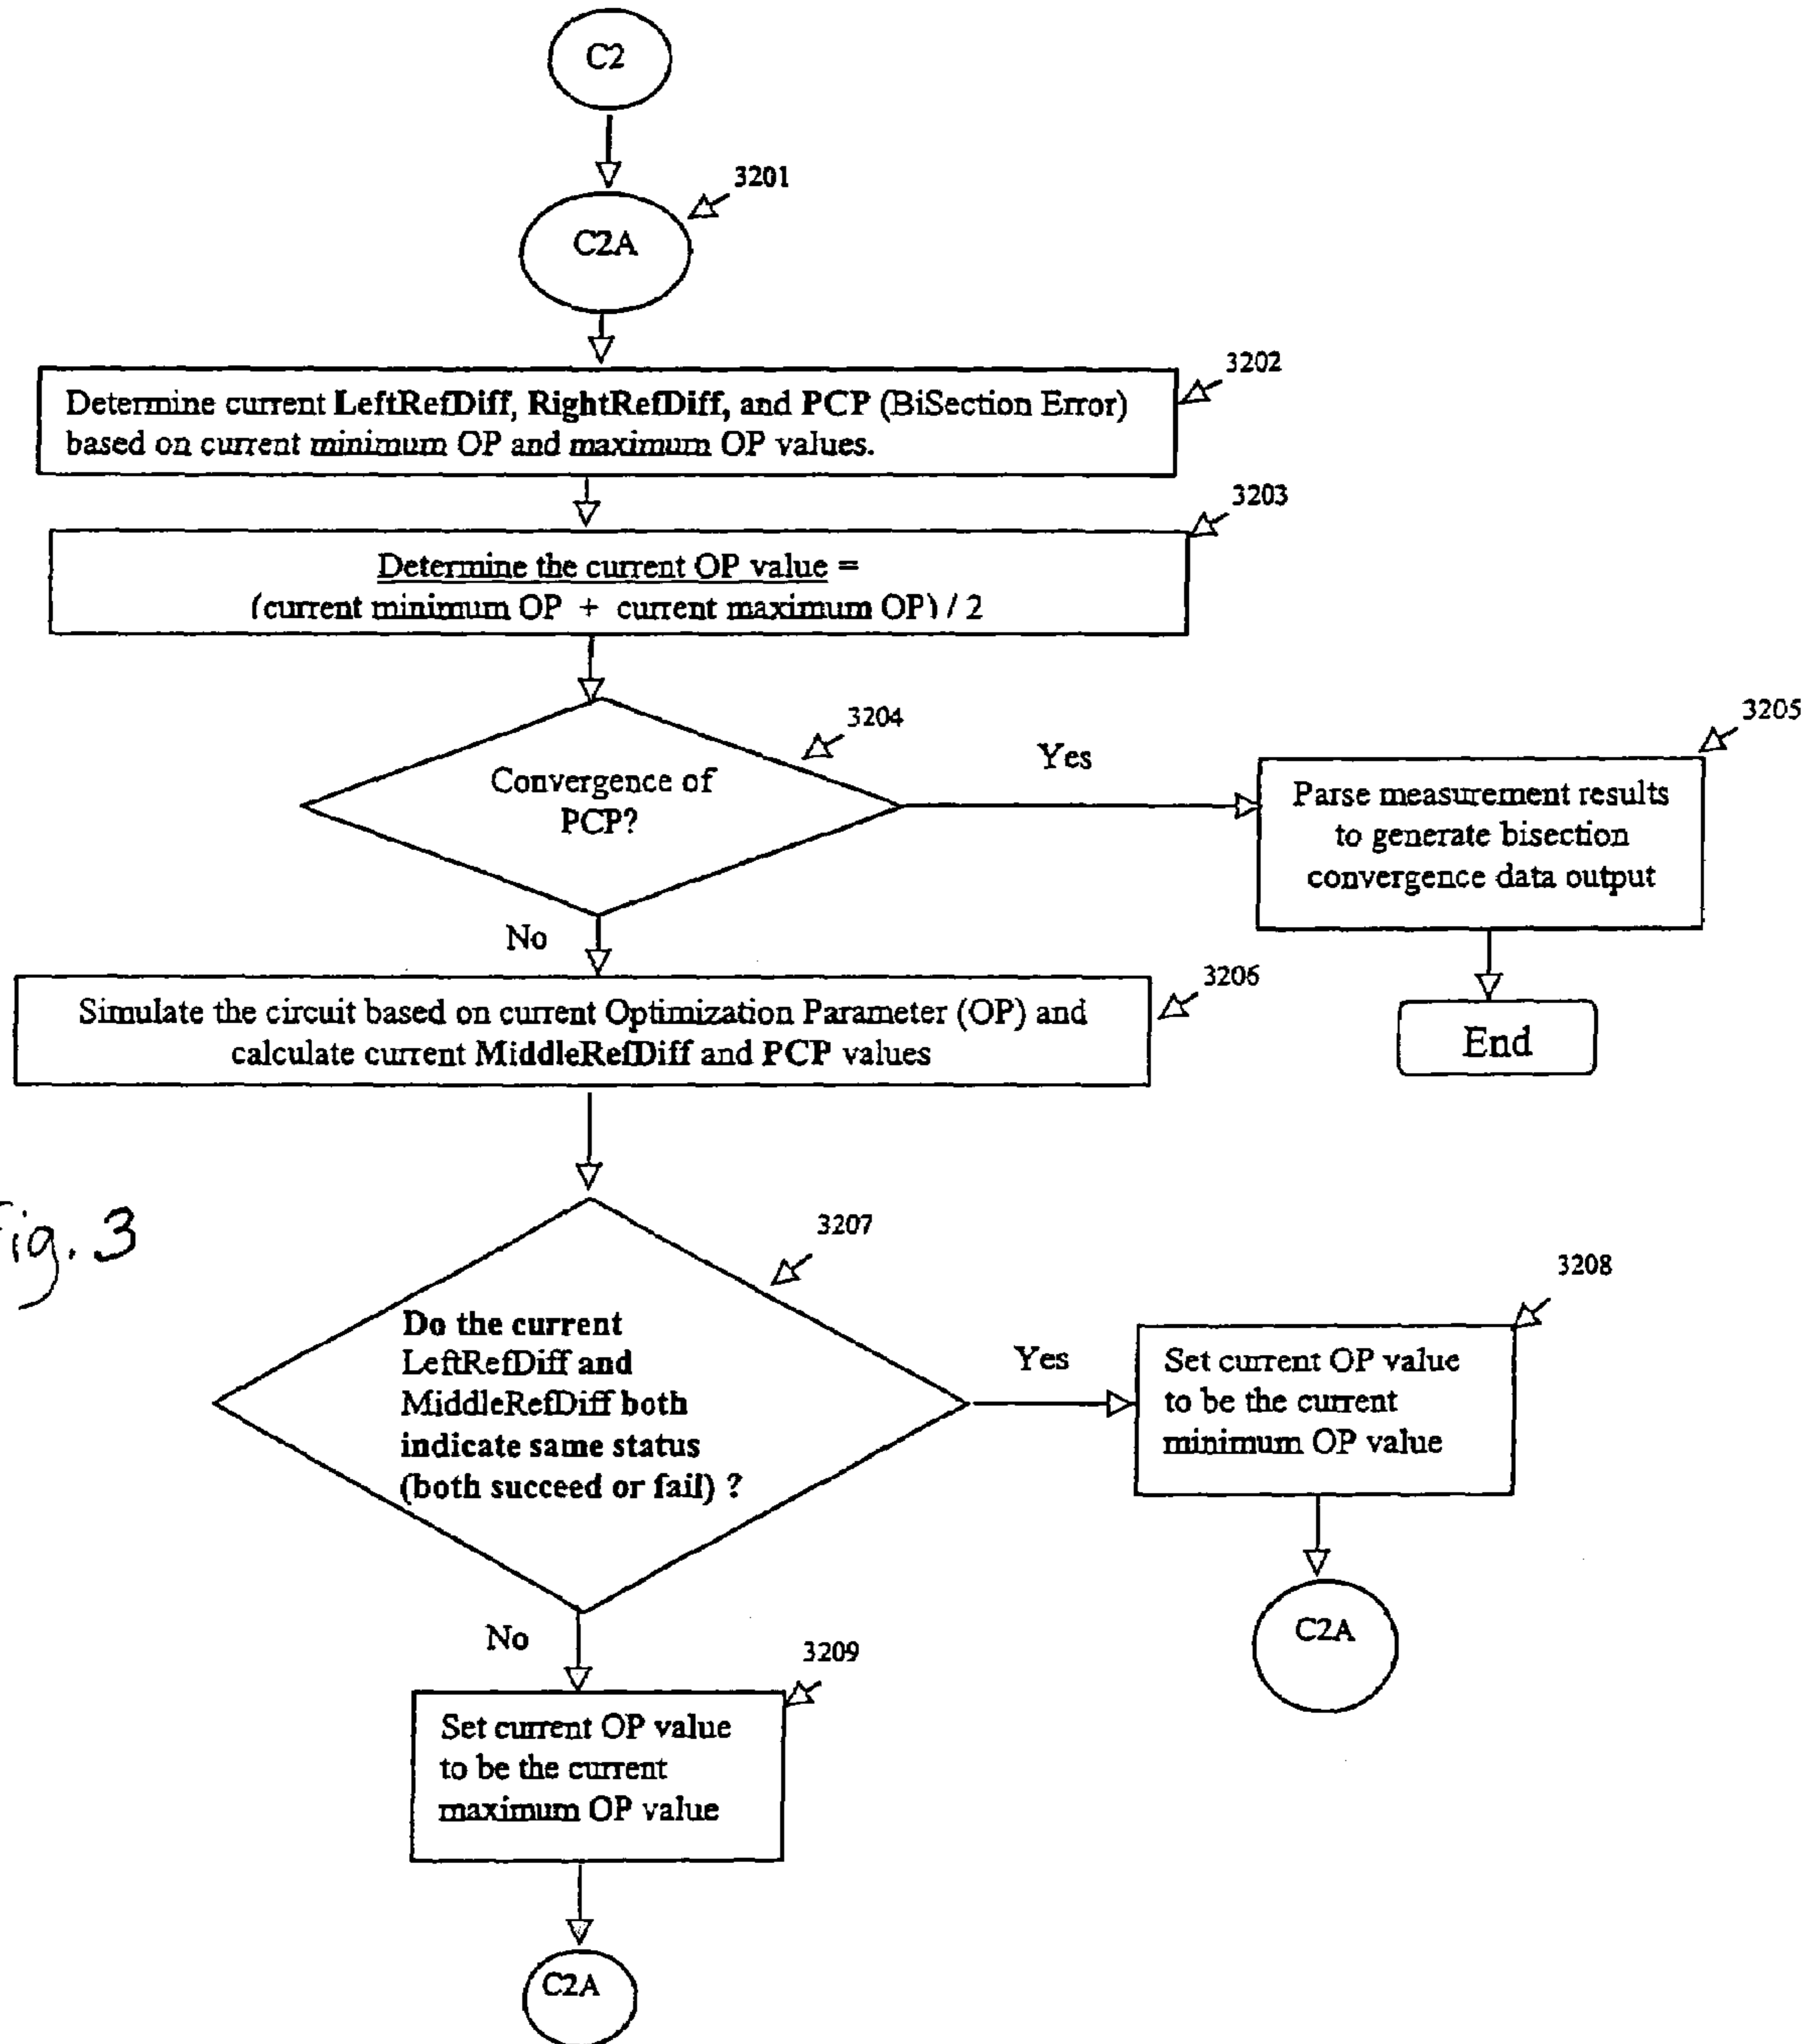 C2
3201
C2A
3202
Determine current LeftRefDiff, RightRefDiff, and PCP (BiSection Error)
based on current minimum OP and maximum OP values.
3203
Determine the current OP value =
(current minimum OP + current maximum OP) / 2
3204
Convergence of
PCP?
Yes
3205
Parse measurement results
to generate bisection
convergence data output
No
3206
Simulate the circuit based on current Optimization Parameter (OP) and
calculate current MiddleRefDiff and PCP values
End
Fig. 3
3207
Do the current
LeftRefDiff and
MiddleRefDiff both
indicate same status
(both succeed or fail) ?
Yes
3208
Set current OP value
to be the current
minimum OP value
C2A
No
3209
Set current OP value
to be the current
maximum OP value
C2A